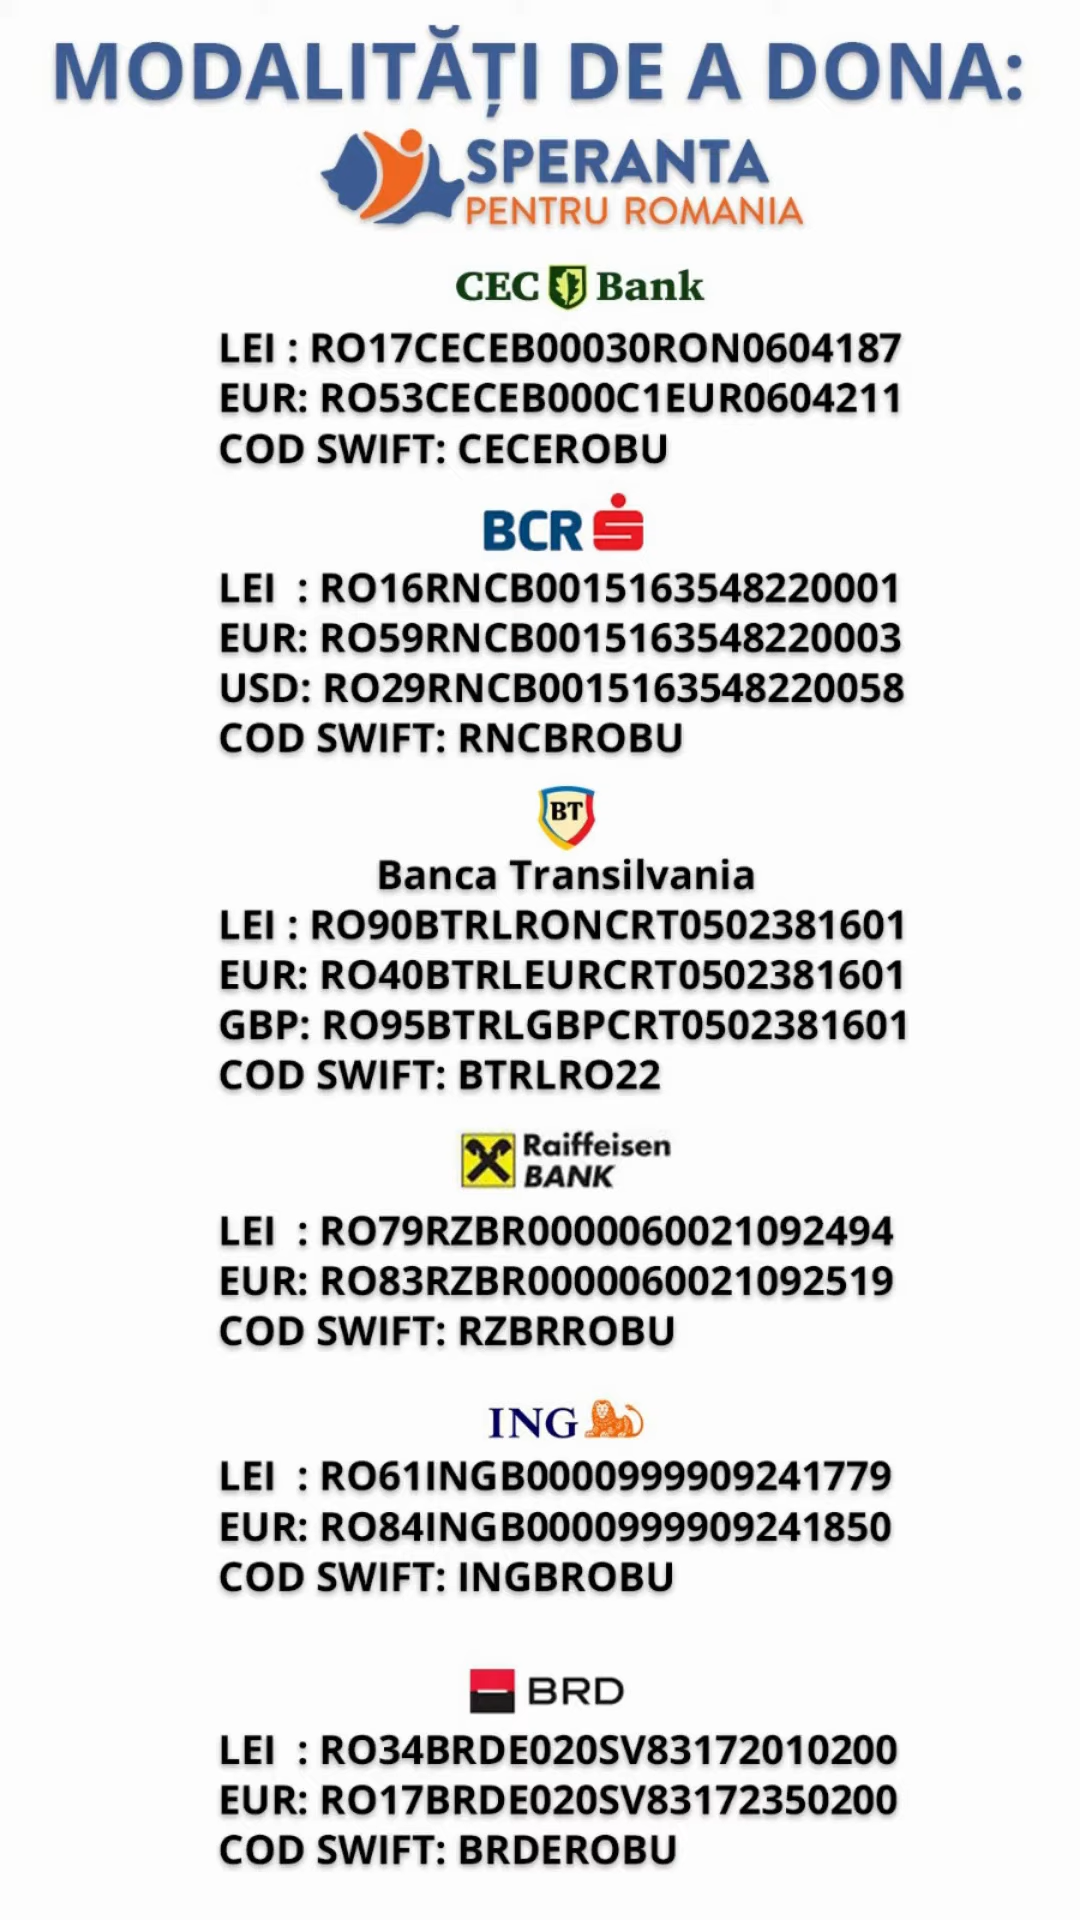 MODALITĂȚI DE A DONA:
SPERANTA
PENTRU ROMANIA
CEC Bank
LEI : RO17CECEB00030RON0604187
EUR: RO53CECEB000C1EUR0604211
COD SWIFT: CECEROBU
BCR
LEI : RO16RNCB0015163548220001
EUR: RO59RNCB0015163548220003
USD: RO29RNCB0015163548220058
COD SWIFT: RNCBROBU
BT
Banca Transilvania
LEI : RO90BTRLRONCRT0502381601
EUR: RO40BTRLEURCRT0502381601
GBP: RO95BTRLGBPCRT0502381601
COD SWIFT: BTRLRO22
Raiffeisen
BANK
LEI : RO79RZBR0000060021092494
EUR: RO83RZBR0000060021092519
COD SWIFT: RZBRROBU
ING
LEI : RO61INGB0000999909241779
EUR: RO84INGB0000999909241850
COD SWIFT: INGBROBU
BRD
LEI : RO34BRDE020SV83172010200
EUR: RO17BRDE020SV83172350200
COD SWIFT: BRDEROBU